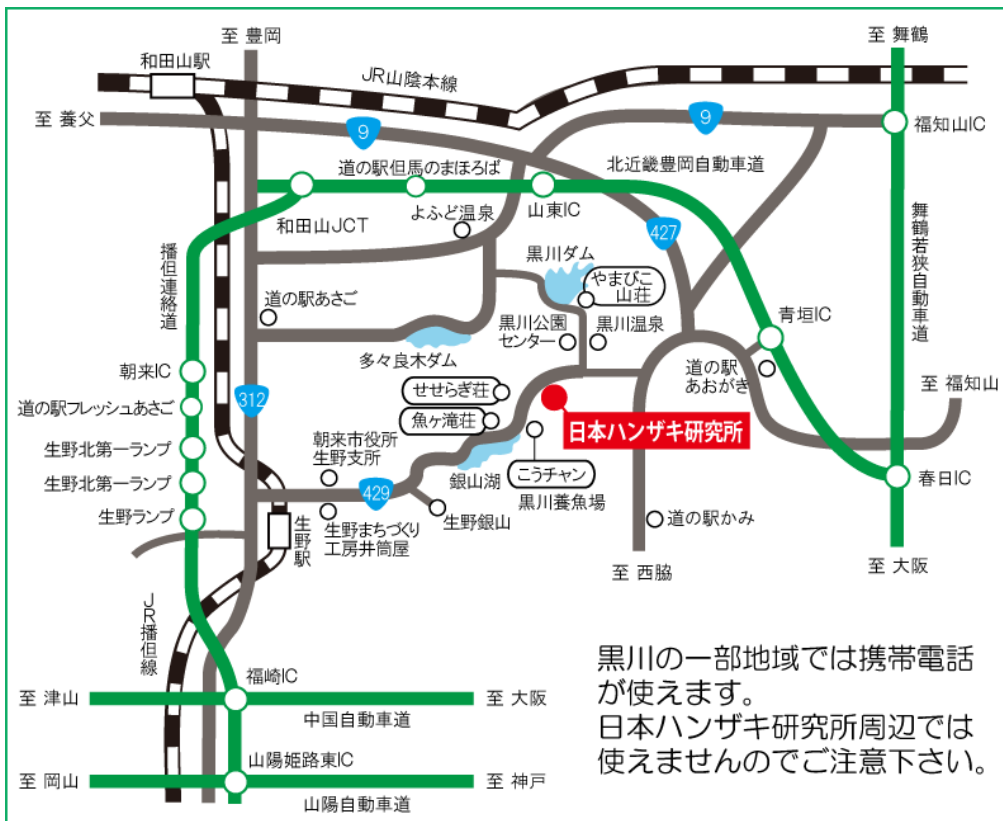 至 豊岡
至 舞鶴
和田山駅
JR山陰本線
至 養父
9
9
福知山IC
北近畿豊岡自動車道
道の駅但馬のまほろば
山東IC
和田山JCT
よふど温泉
427
播但連絡道
舞鶴若狭自動車道
黒川ダム
やまびこ
山荘
道の駅あさご
黒川公園
センター
黒川温泉
青垣IC
多々良木ダム
道の駅
あおがき
朝来IC
至 福知山
せせらぎ荘
道の駅フレッシュあさご
312
魚ヶ滝荘
日本ハンザキ研究所
生野北第一ランプ
朝来市役所
生野支所
銀山湖
こうチャン
春日IC
生野北第一ランプ
429
黒川養魚場
生野ランプ
生野駅
生野まちづくり
工房井筒屋
生野銀山
道の駅かみ
至 西脇
至 大阪
JR播但線
福崎IC
至 津山
至 大阪
中国自動車道
山陽姫路東IC
至 岡山
至 神戸
山陽自動車道
黒川の一部地域では携帯電話
が使えます。
日本ハンザキ研究所周辺では
使えませんのでご注意下さい。